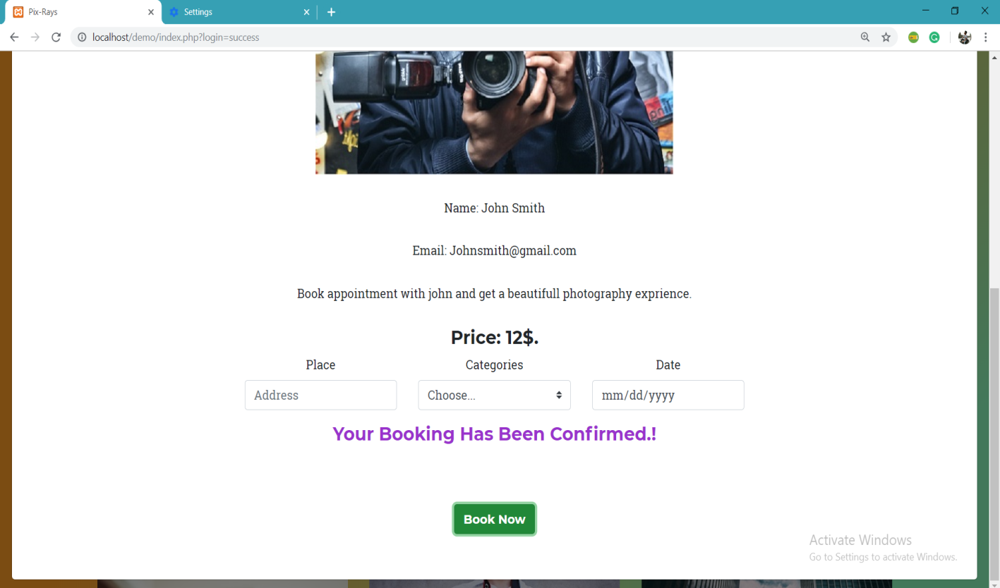 Pix-Rays
Settings
localhost/demo/index.php?login=success
Name: John Smith
Email: Johnsmith@gmail.com
Book appointment with john and get a beautifull photography exprience.
Price: 12$.
Place Categories Date
Address Choose... mm/dd/yyyy
Your Booking Has Been Confirmed.!
Book Now
Activate Windows
Go to Settings to activate Windows.